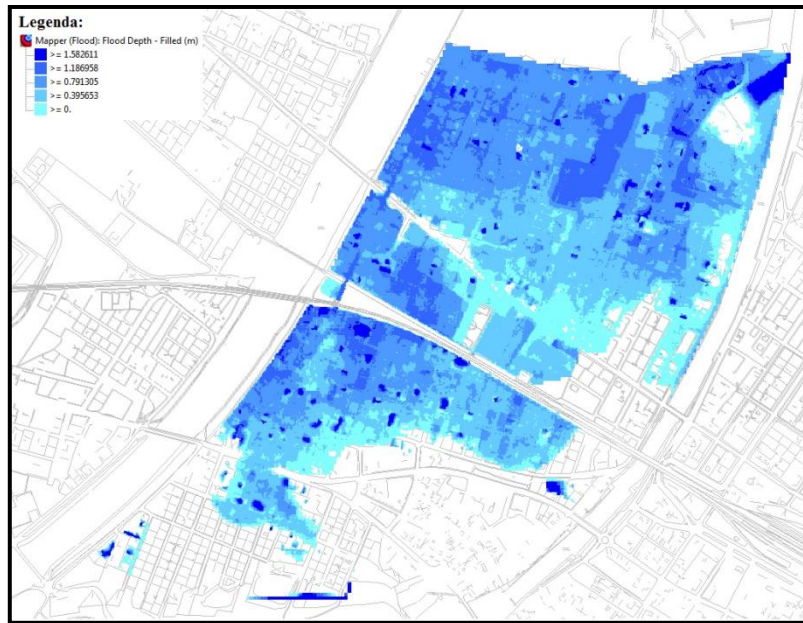 Legenda:
Mapper (Flood): Flood Depth - Filled (m)
>= 1.582611
>= 1.186958
>= 0.791305
>= 0.395653
>= 0.